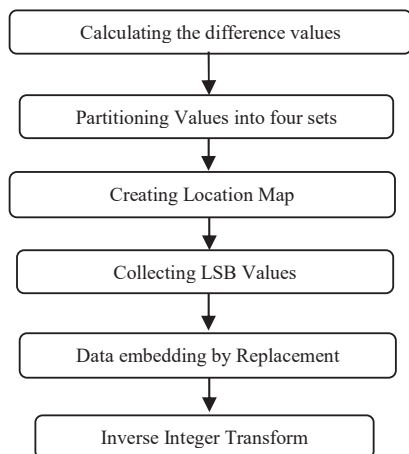 Calculating the difference values
Partitioning Values into four sets
Creating Location Map
Collecting LSB Values
Data embedding by Replacement
Inverse Integer Transform